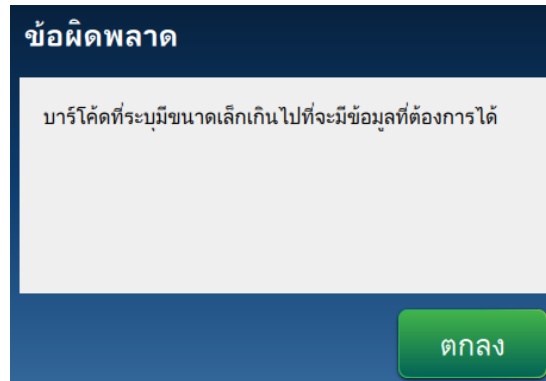 ข้อผิดพลาด
บาร์โค้ดที่ระบุมีขนาดเล็กเกินไปที่จะมีข้อมูลที่ต้องการได้
ตกลง